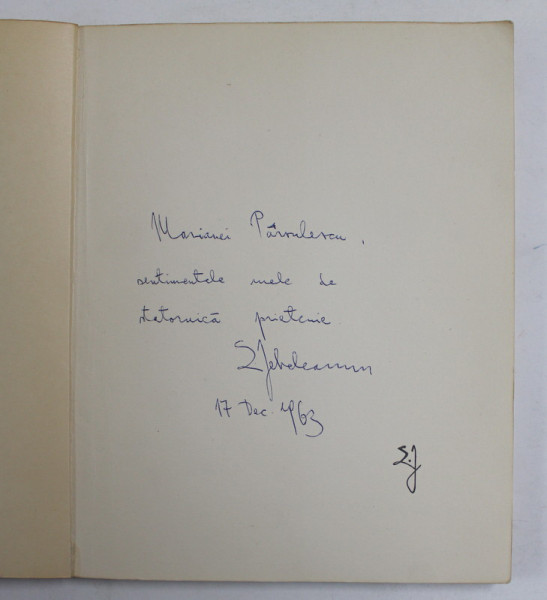 Marianei Pârvulescu,
sentimentele mele de
statornică prietenie
E Jebeleanu
17 Dec. 1963
E.J